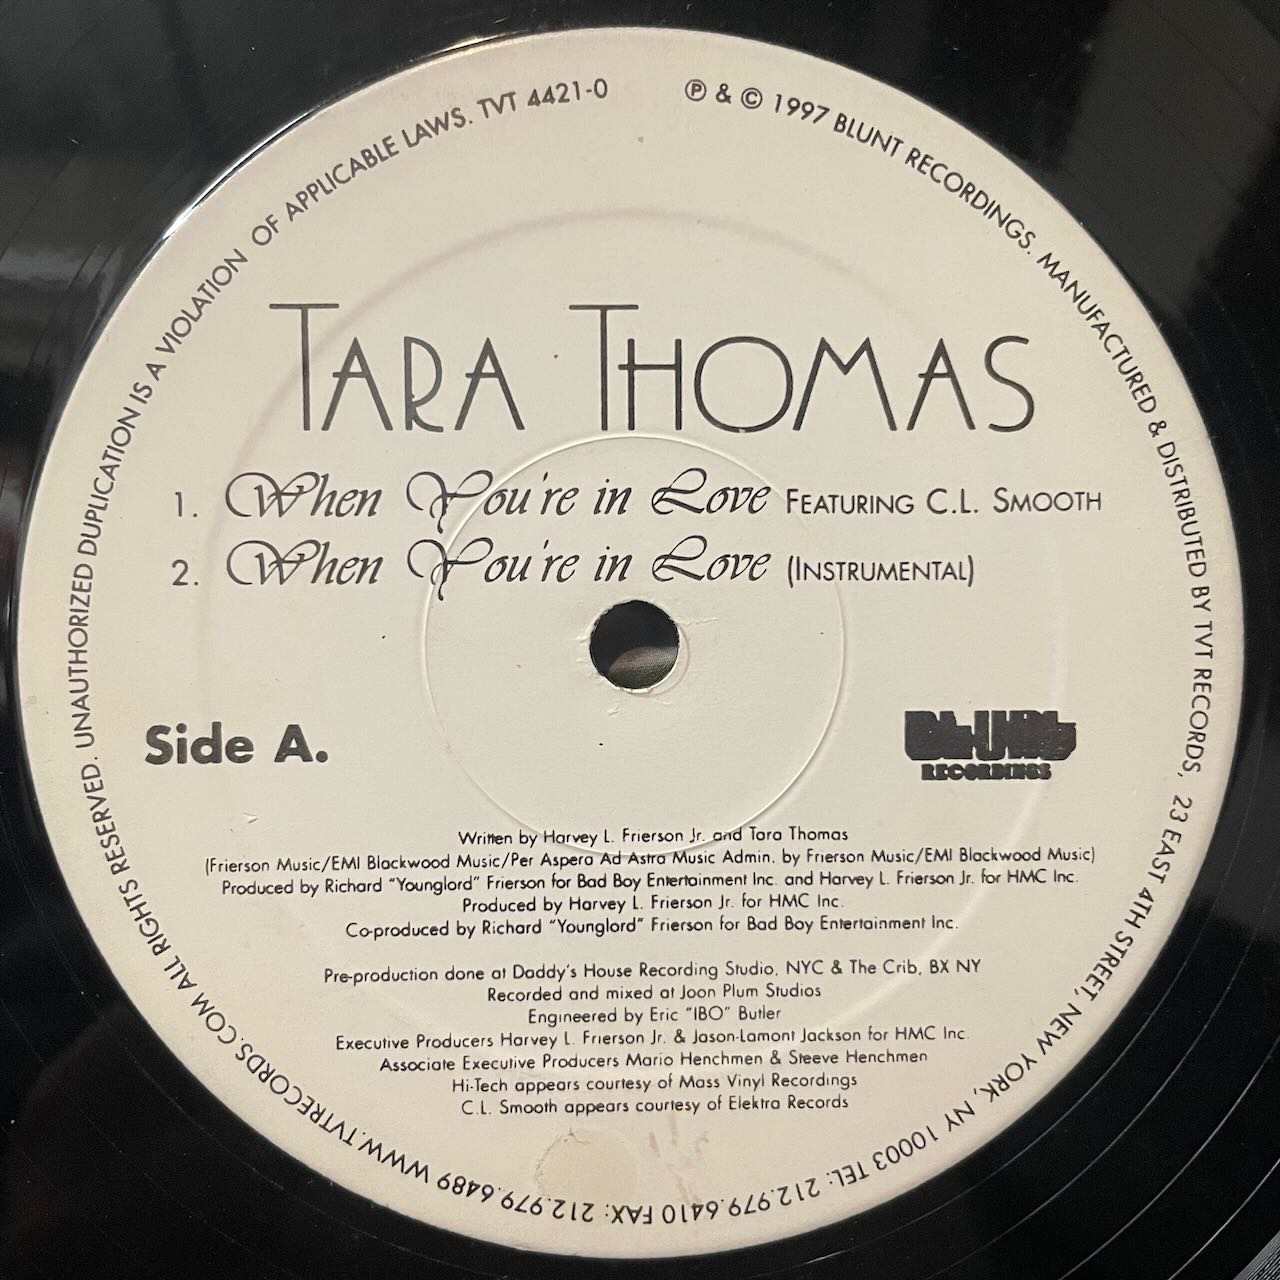 TARA THOMAS
1. When You're in Love FEATURING C.L. SMOOTH
2. When You're in Love (INSTRUMENTAL)
Side A.
BLUNT
RECORDINGS
Written by Harvey L. Frierson Jr. and Tara Thomas
(Frierson Music/EMI Blackwood Music/Per Aspera Ad Astra Music Admin. by Frierson Music/EMI Blackwood Music)
Produced by Richard "Younglord" Frierson for Bad Boy Entertainment Inc. and Harvey L. Frierson Jr. for HMC Inc.
Produced by Harvey L. Frierson Jr. for HMC Inc.
Co-produced by Richard "Younglord" Frierson for Bad Boy Entertainment Inc.
Pre-production done at Daddy's House Recording Studio, NYC & The Crib, BX NY
Recorded and mixed at Joon Plum Studios
Engineered by Eric "IBO" Butler
Executive Producers Harvey L. Frierson Jr. & Jason-Lamont Jackson for HMC Inc.
Associate Executive Producers Mario Henchmen & Steeve Henchmen
Hi-Tech appears courtesy of Mass Vinyl Recordings
C.L. Smooth appears courtesy of Elektra Records
℗ & © 1997 BLUNT RECORDINGS. MANUFACTURED & DISTRIBUTED BY TVT RECORDS, 23 EAST 4TH STREET, NEW YORK, NY 10003 TEL: 212.979.6410 FAX: 212.979.6489 WWW.TVTRECORDS.COM ALL RIGHTS RESERVED. UNAUTHORIZED DUPLICATION IS A VIOLATION OF APPLICABLE LAWS. TVT 4421-0